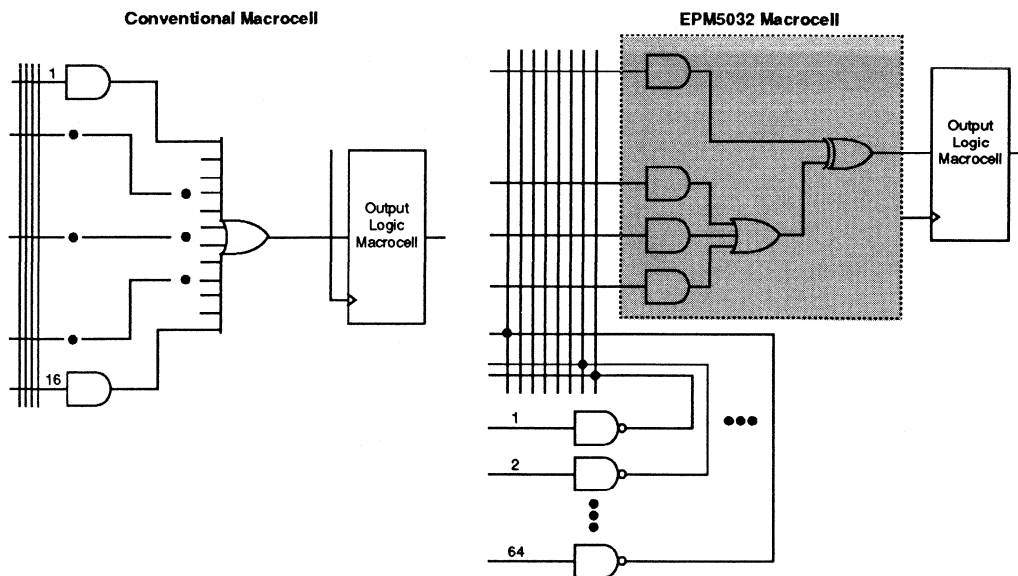 Conventional Macrocell
1
16
Output
Logic
Macrocell
EPM5032 Macrocell
Output
Logic
Macrocell
1
2
64